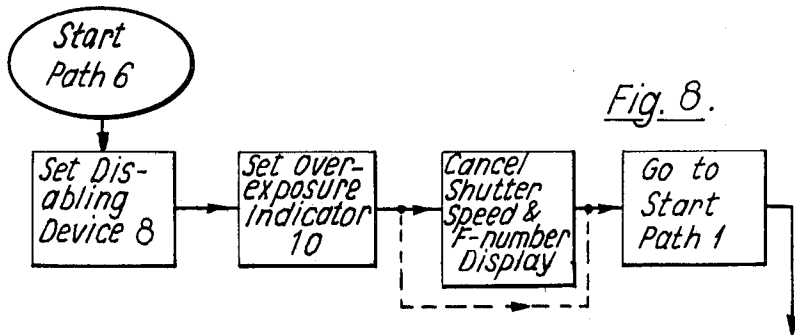 Start
Path 6
Fig. 8.
Set Dis-
abling
Device 8
Set Over-
exposure
Indicator
10
Cancel
Shutter
Speed &
F-number
Display
Go to
Start
Path 1